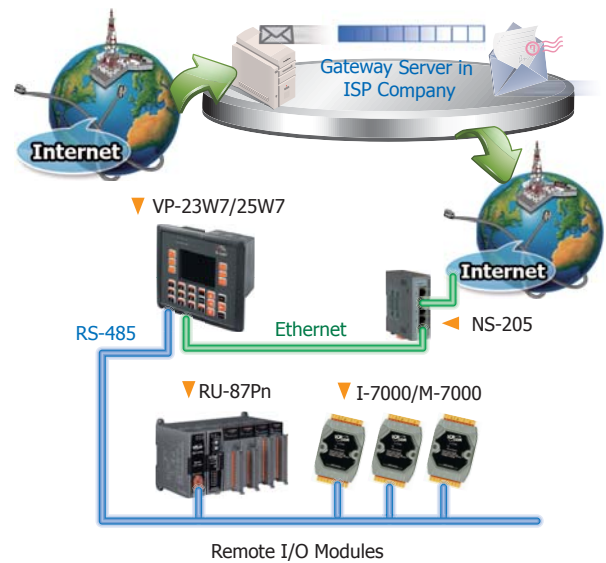 Gateway Server in
ISP Company
Internet
VP-23W7/25W7
Internet
RS-485
Ethernet
NS-205
RU-87Pn
I-7000/M-7000
Remote I/O Modules